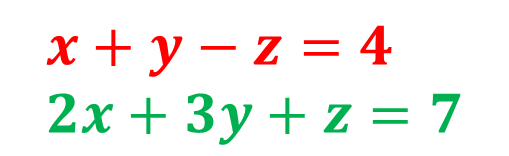 x + y − z = 4
2x + 3y + z = 7